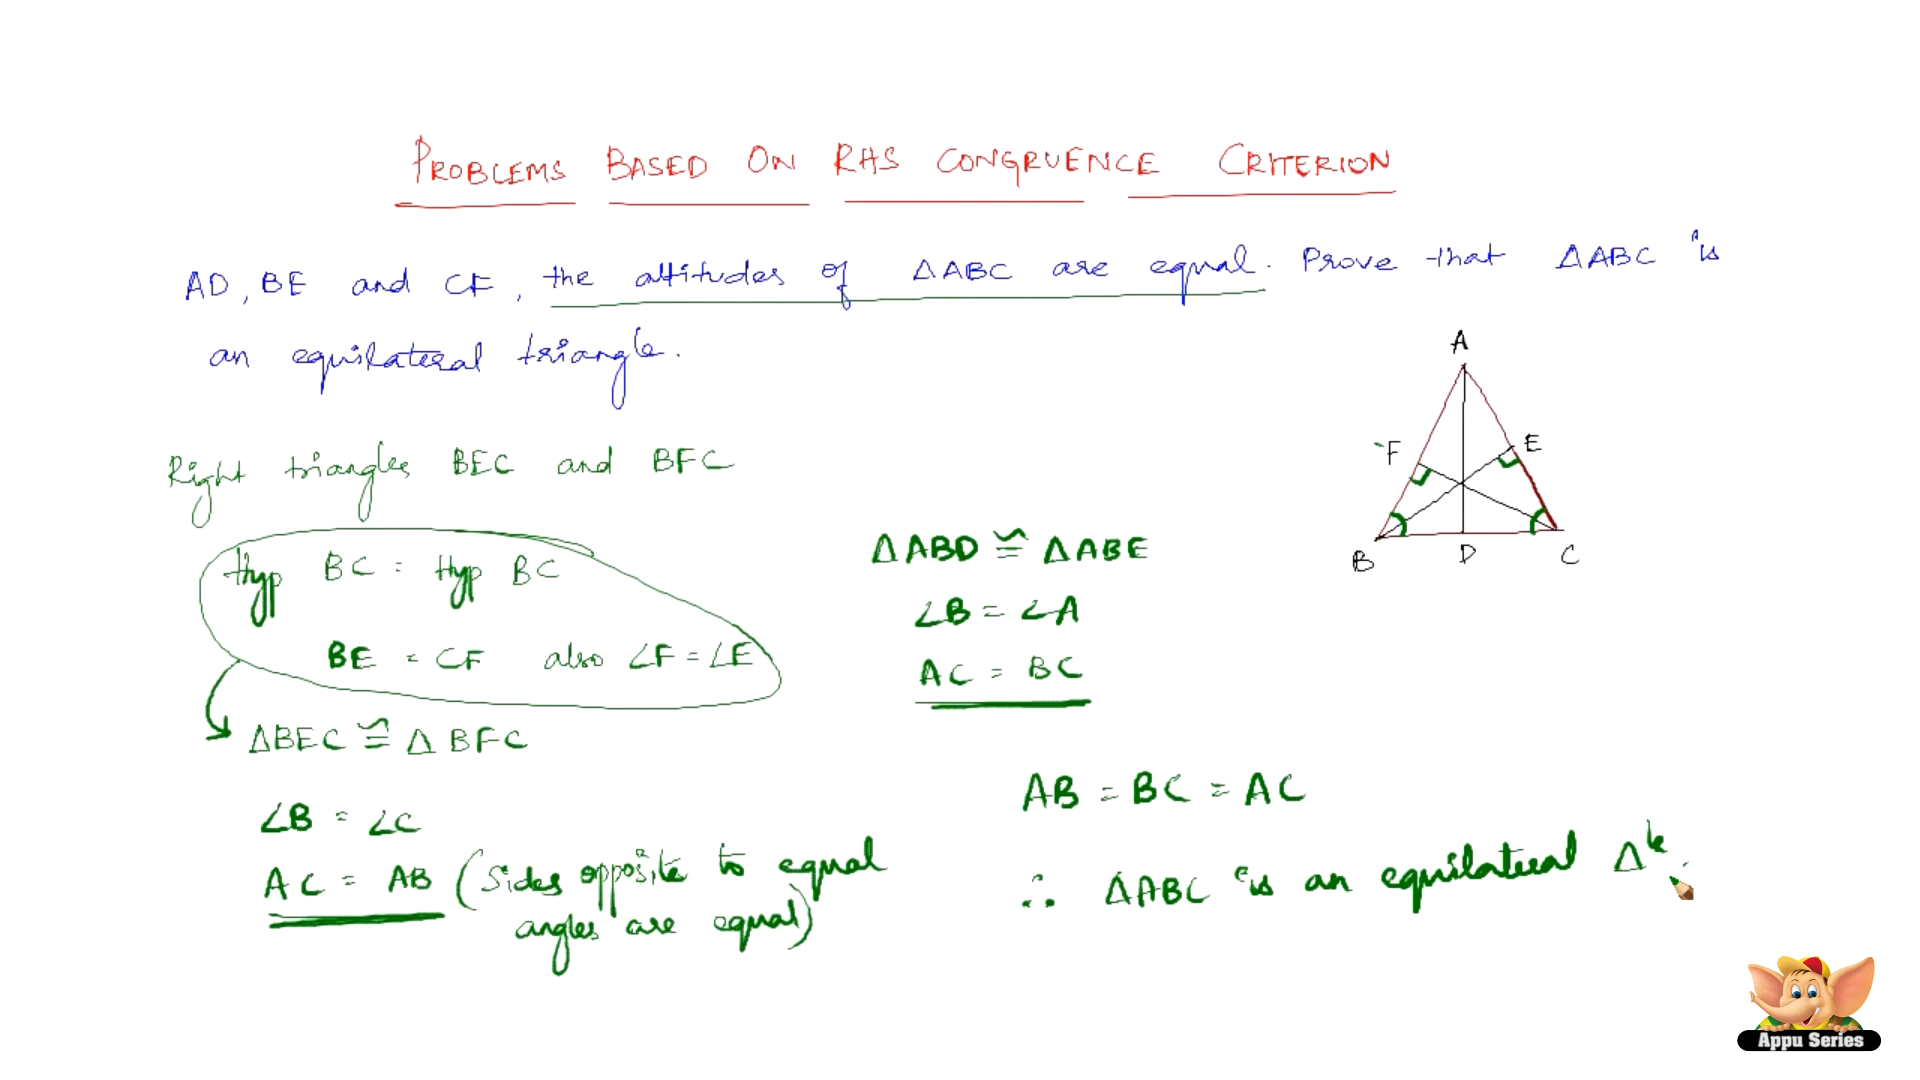 PROBLEMS BASED ON RHS CONGRUENCE CRITERION
AD, BE and CF, the altitudes of ΔABC are equal. Prove that ΔABC is
an equilateral triangle.
A
F
E
B
D
C
Right triangles BEC and BFC
Hyp BC = Hyp BC
BE = CF also ∠F = ∠E
ΔBEC ≅ ΔBFC
∠B = ∠C
AC = AB (Sides opposite to equal
angles are equal)
ΔABD ≅ ΔABE
∠B = ∠A
AC = BC
AB = BC = AC
∴ ΔABC is an equilateral Δle.
Appu Series